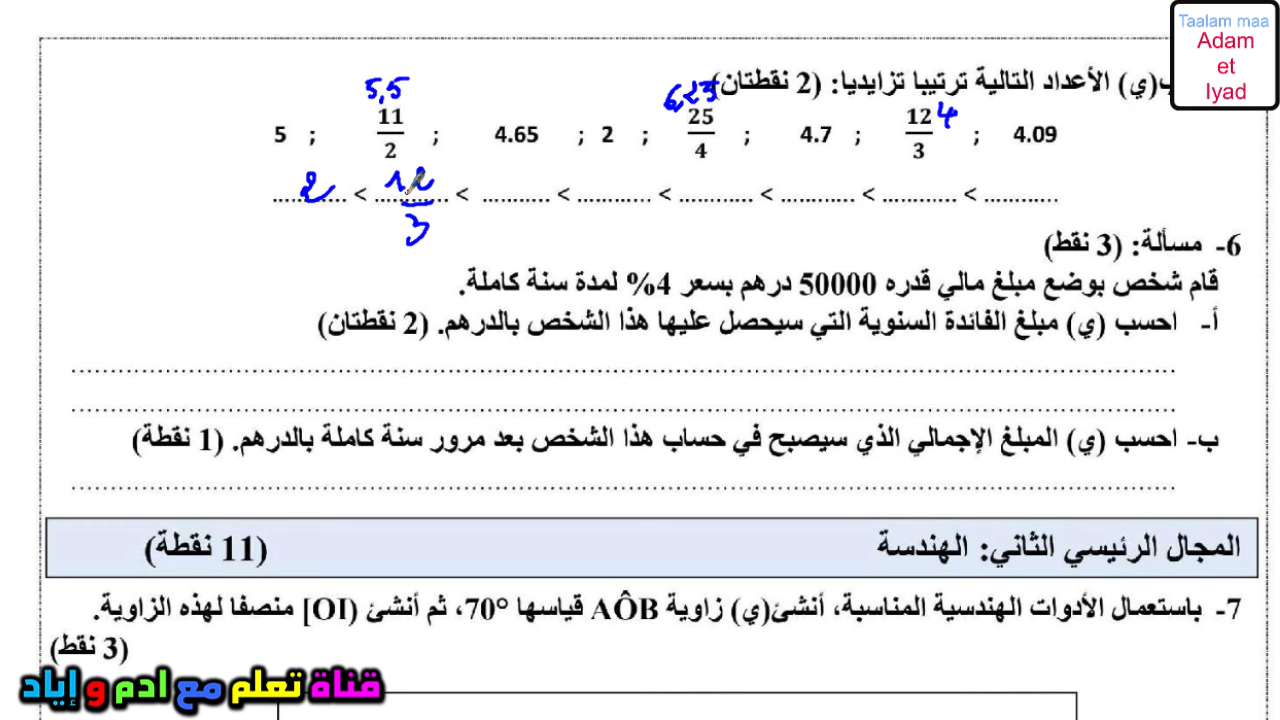 Taalam maa
Adam
et
Iyad
ب(ي) الأعداد التالية ترتيبا تزايديا: (2 نقطتان)
5,5 6,25 4
5 ; 11/2 ; 4.65 ; 2 ; 25/4 ; 4.7 ; 12/3 ; 4.09
2 < 12/3 < ............ < ............ < ............ < ............ < ............ < ............
6- مسألة: (3 نقط)
قام شخص بوضع مبلغ مالي قدره 50000 درهم بسعر 4% لمدة سنة كاملة.
أ- احسب (ي) مبلغ الفائدة السنوية التي سيحصل عليها هذا الشخص بالدرهم. (2 نقطتان)
ب- احسب (ي) المبلغ الإجمالي الذي سيصبح في حساب هذا الشخص بعد مرور سنة كاملة بالدرهم. (1 نقطة)
المجال الرئيسي الثاني: الهندسة (11 نقطة)
7- باستعمال الأدوات الهندسية المناسبة، أنشئ(ي) زاوية AÔB قياسها 70°، ثم أنشئ [OI) منصفا لهذه الزاوية.
(3 نقط)
قناة تعلم مع ادم و إياد